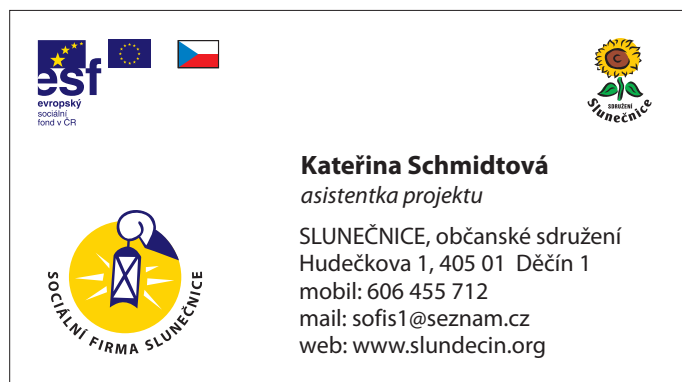 esf
evropský
sociální
fond v ČR
SDRUŽENÍ
Slunečnice
Kateřina Schmidtová
asistentka projektu
SLUNEČNICE, občanské sdružení
Hudečkova 1, 405 01 Děčín 1
mobil: 606 455 712
mail: sofis1@seznam.cz
web: www.slundecin.org
SOCIÁLNÍ FIRMA SLUNEČNICE